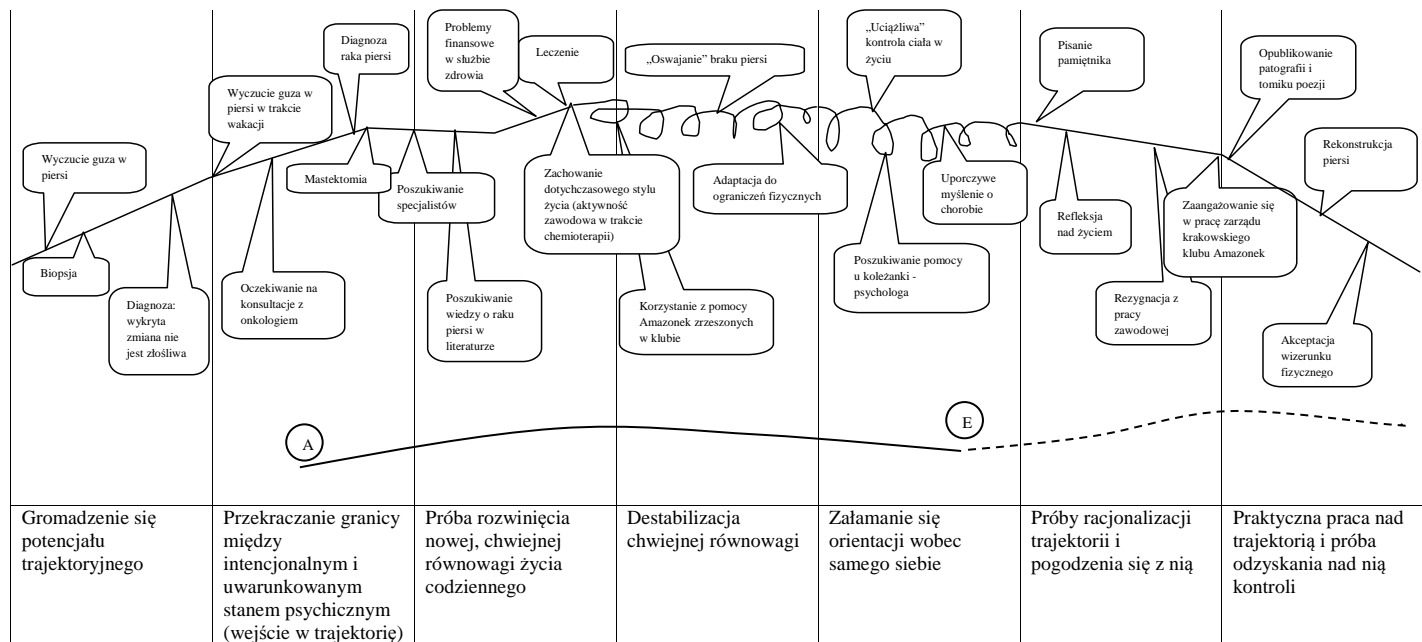 Problemy
finansowe
w służbie
zdrowia
„Uciążliwa”
kontrola ciała w
życiu
Diagnoza
raka piersi
Leczenie
„Oswajanie” braku piersi
Pisanie
pamiętnika
Opublikowanie
patografii i
tomiku poezji
Wyczucie guza w
piersi w trakcie
wakacji
Wyczucie guza w
piersi
Rekonstrukcja
piersi
Mastektomia
Poszukiwanie
specjalistów
Zachowanie
dotychczasowego stylu
życia (aktywność
zawodowa w trakcie
chemioterapii)
Adaptacja do
ograniczeń fizycznych
Uporczywe
myślenie o
chorobie
Refleksja
nad życiem
Zaangażowanie się
w pracę zarządu
krakowskiego
klubu Amazonek
Biopsja
Diagnoza:
wykryta
zmiana nie
jest złośliwa
Oczekiwanie na
konsultacje z
onkologiem
Poszukiwanie
wiedzy o raku
piersi w
literaturze
Korzystanie z pomocy
Amazonek zrzeszonych
w klubie
Poszukiwanie pomocy
u koleżanki -
psychologa
Rezygnacja z
pracy
zawodowej
Akceptacja
wizerunku
fizycznego
A
E
Gromadzenie się
potencjału
trajektoryjnego
Przekraczanie granicy
między
intencjonalnym i
uwarunkowanym
stanem psychicznym
(wejście w trajektorię)
Próba rozwinięcia
nowej, chwiejnej
równowagi życia
codziennego
Destabilizacja
chwiejnej równowagi
Załamanie się
orientacji wobec
samego siebie
Próby racjonalizacji
trajektorii i
pogodzenia się z nią
Praktyczna praca nad
trajektorią i próba
odzyskania nad nią
kontroli